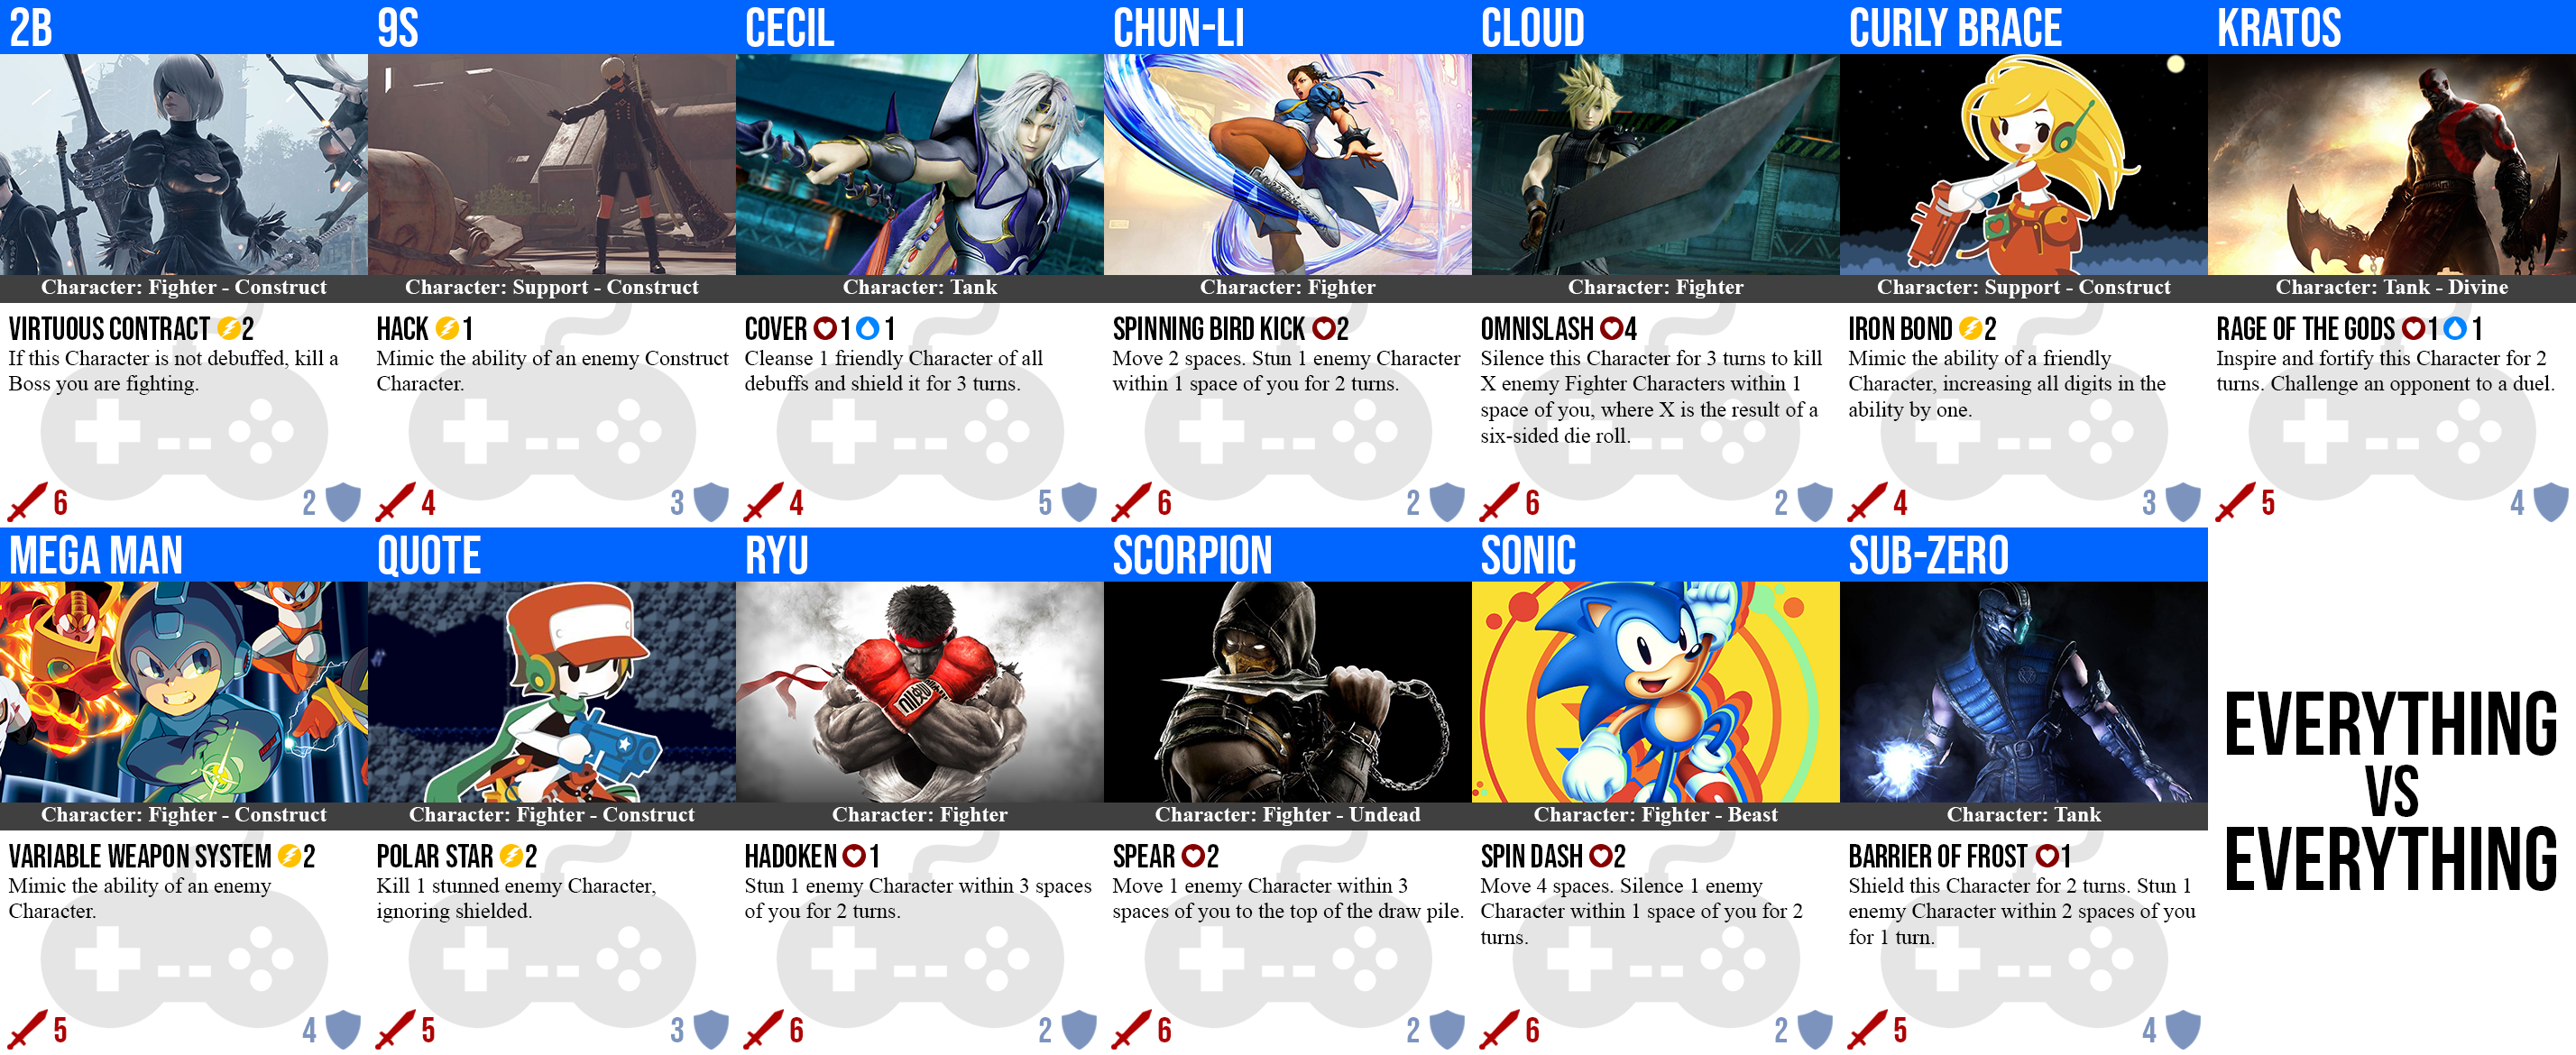 2B
Character: Fighter - Construct
VIRTUOUS CONTRACT 2
If this Character is not debuffed, kill a
Boss you are fighting.
6 2
9S
Character: Support - Construct
HACK 1
Mimic the ability of an enemy Construct
Character.
4 3
CECIL
Character: Tank
COVER 1 1
Cleanse 1 friendly Character of all
debuffs and shield it for 3 turns.
4 5
CHUN-LI
Character: Fighter
SPINNING BIRD KICK 2
Move 2 spaces. Stun 1 enemy Character
within 1 space of you for 2 turns.
6 2
CLOUD
Character: Fighter
OMNISLASH 4
Silence this Character for 3 turns to kill
X enemy Fighter Characters within 1
space of you, where X is the result of a
six-sided die roll.
6 2
CURLY BRACE
Character: Support - Construct
IRON BOND 2
Mimic the ability of a friendly
Character, increasing all digits in the
ability by one.
4 3
KRATOS
Character: Tank - Divine
RAGE OF THE GODS 1 1
Inspire and fortify this Character for 2
turns. Challenge an opponent to a duel.
5 4
MEGA MAN
Character: Fighter - Construct
VARIABLE WEAPON SYSTEM 2
Mimic the ability of an enemy
Character.
5 4
QUOTE
Character: Fighter - Construct
POLAR STAR 2
Kill 1 stunned enemy Character,
ignoring shielded.
5 3
RYU
Character: Fighter
HADOKEN 1
Stun 1 enemy Character within 3 spaces
of you for 2 turns.
6 2
SCORPION
Character: Fighter - Undead
SPEAR 2
Move 1 enemy Character within 3
spaces of you to the top of the draw pile.
6 2
SONIC
Character: Fighter - Beast
SPIN DASH 2
Move 4 spaces. Silence 1 enemy
Character within 1 space of you for 2
turns.
6 2
SUB-ZERO
Character: Tank
BARRIER OF FROST 1
Shield this Character for 2 turns. Stun 1
enemy Character within 2 spaces of you
for 1 turn.
5 4
EVERYTHING
VS
EVERYTHING